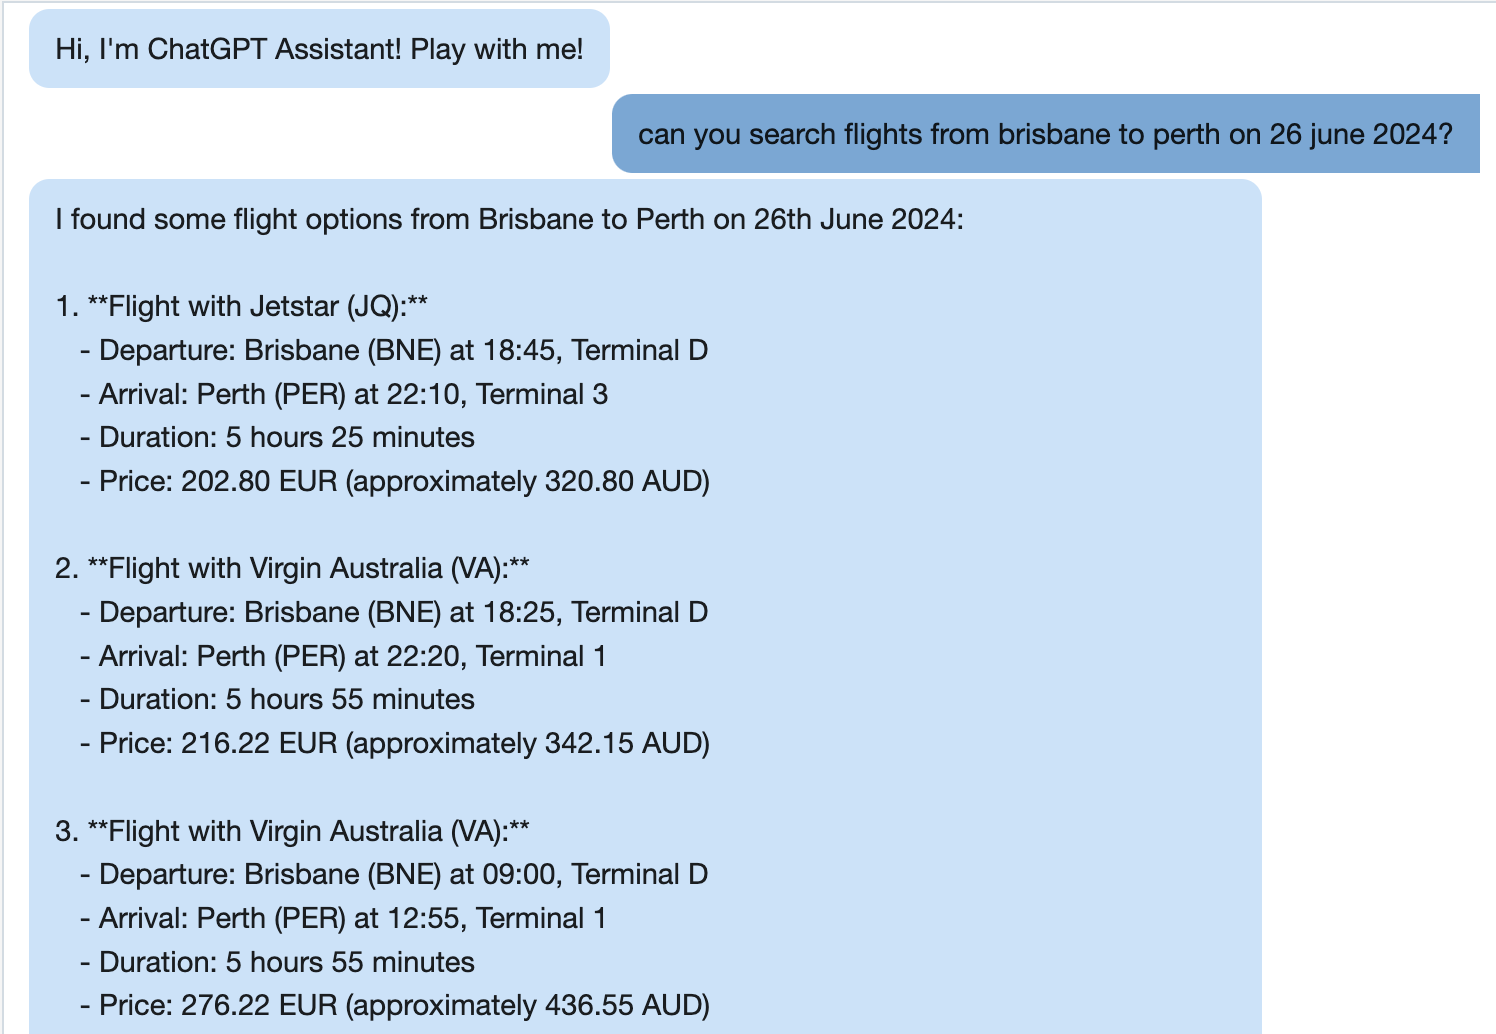 Hi, I'm ChatGPT Assistant! Play with me!
can you search flights from brisbane to perth on 26 june 2024?
I found some flight options from Brisbane to Perth on 26th June 2024:
1. **Flight with Jetstar (JQ):**
- Departure: Brisbane (BNE) at 18:45, Terminal D
- Arrival: Perth (PER) at 22:10, Terminal 3
- Duration: 5 hours 25 minutes
- Price: 202.80 EUR (approximately 320.80 AUD)
2. **Flight with Virgin Australia (VA):**
- Departure: Brisbane (BNE) at 18:25, Terminal D
- Arrival: Perth (PER) at 22:20, Terminal 1
- Duration: 5 hours 55 minutes
- Price: 216.22 EUR (approximately 342.15 AUD)
3. **Flight with Virgin Australia (VA):**
- Departure: Brisbane (BNE) at 09:00, Terminal D
- Arrival: Perth (PER) at 12:55, Terminal 1
- Duration: 5 hours 55 minutes
- Price: 276.22 EUR (approximately 436.55 AUD)